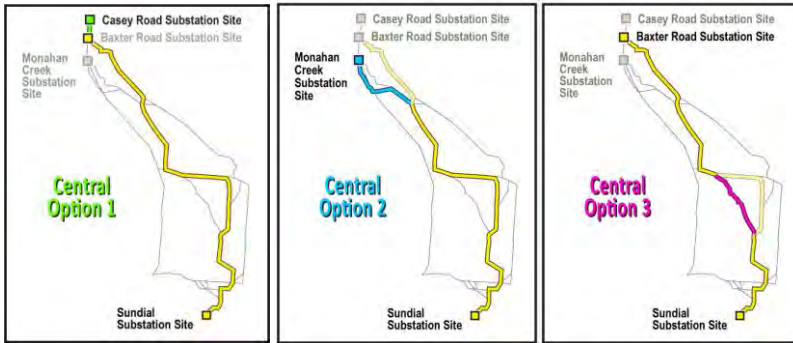 Casey Road Substation Site
Baxter Road Substation Site
Monahan
Creek
Substation
Site
Central
Option 1
Sundial
Substation Site
Casey Road Substation Site
Baxter Road Substation Site
Monahan
Creek
Substation
Site
Central
Option 2
Sundial
Substation Site
Casey Road Substation Site
Baxter Road Substation Site
Monahan
Creek
Substation
Site
Central
Option 3
Sundial
Substation Site